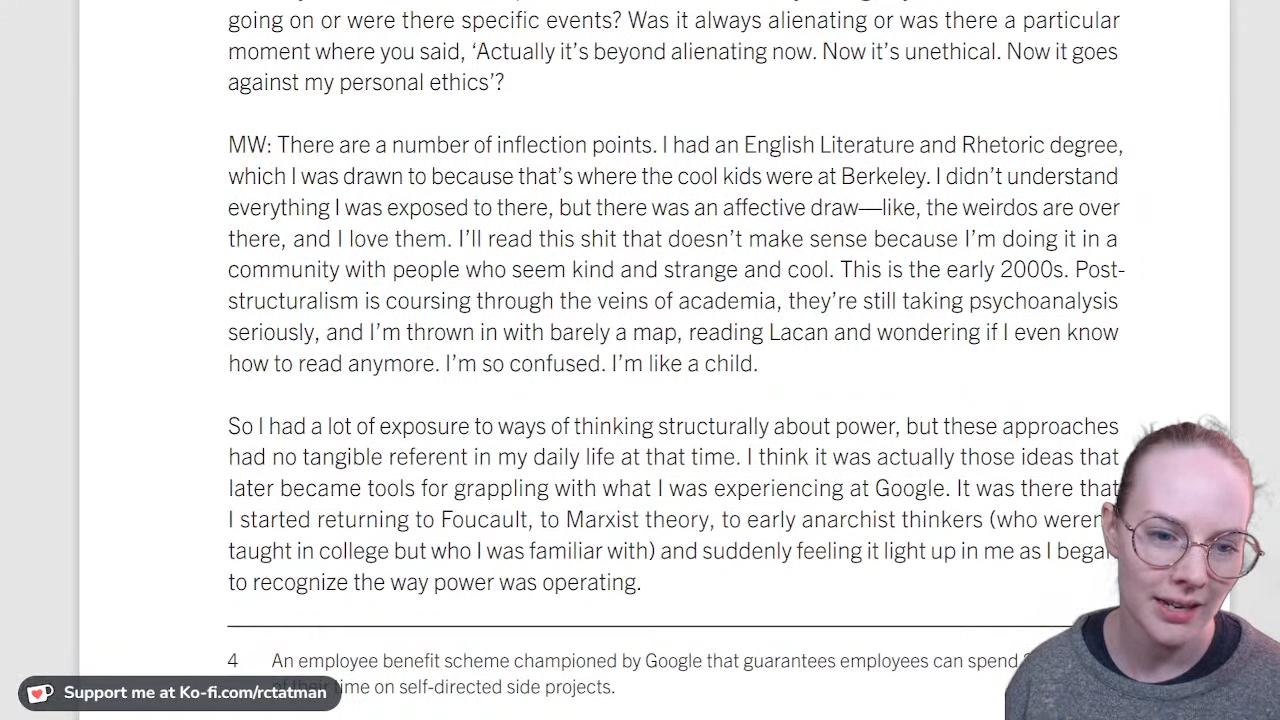 going on or were there specific events? Was it always alienating or was there a particular
moment where you said, ‘Actually it’s beyond alienating now. Now it’s unethical. Now it goes
against my personal ethics’?
MW: There are a number of inflection points. I had an English Literature and Rhetoric degree,
which I was drawn to because that’s where the cool kids were at Berkeley. I didn’t understand
everything I was exposed to there, but there was an affective draw—like, the weirdos are over
there, and I love them. I’ll read this shit that doesn’t make sense because I’m doing it in a
community with people who seem kind and strange and cool. This is the early 2000s. Post-
structuralism is coursing through the veins of academia, they’re still taking psychoanalysis
seriously, and I’m thrown in with barely a map, reading Lacan and wondering if I even know
how to read anymore. I’m so confused. I’m like a child.
So I had a lot of exposure to ways of thinking structurally about power, but these approaches
had no tangible referent in my daily life at that time. I think it was actually those ideas that
later became tools for grappling with what I was experiencing at Google. It was there that
I started returning to Foucault, to Marxist theory, to early anarchist thinkers (who
taught in college but who I was familiar with) and suddenly feeling it light up in me as I
to recognize the way power was operating.
4 An employee benefit scheme championed by Google that guarantees employees can spend
time on self-directed side projects.
Support me at Ko-fi.com/rctatman